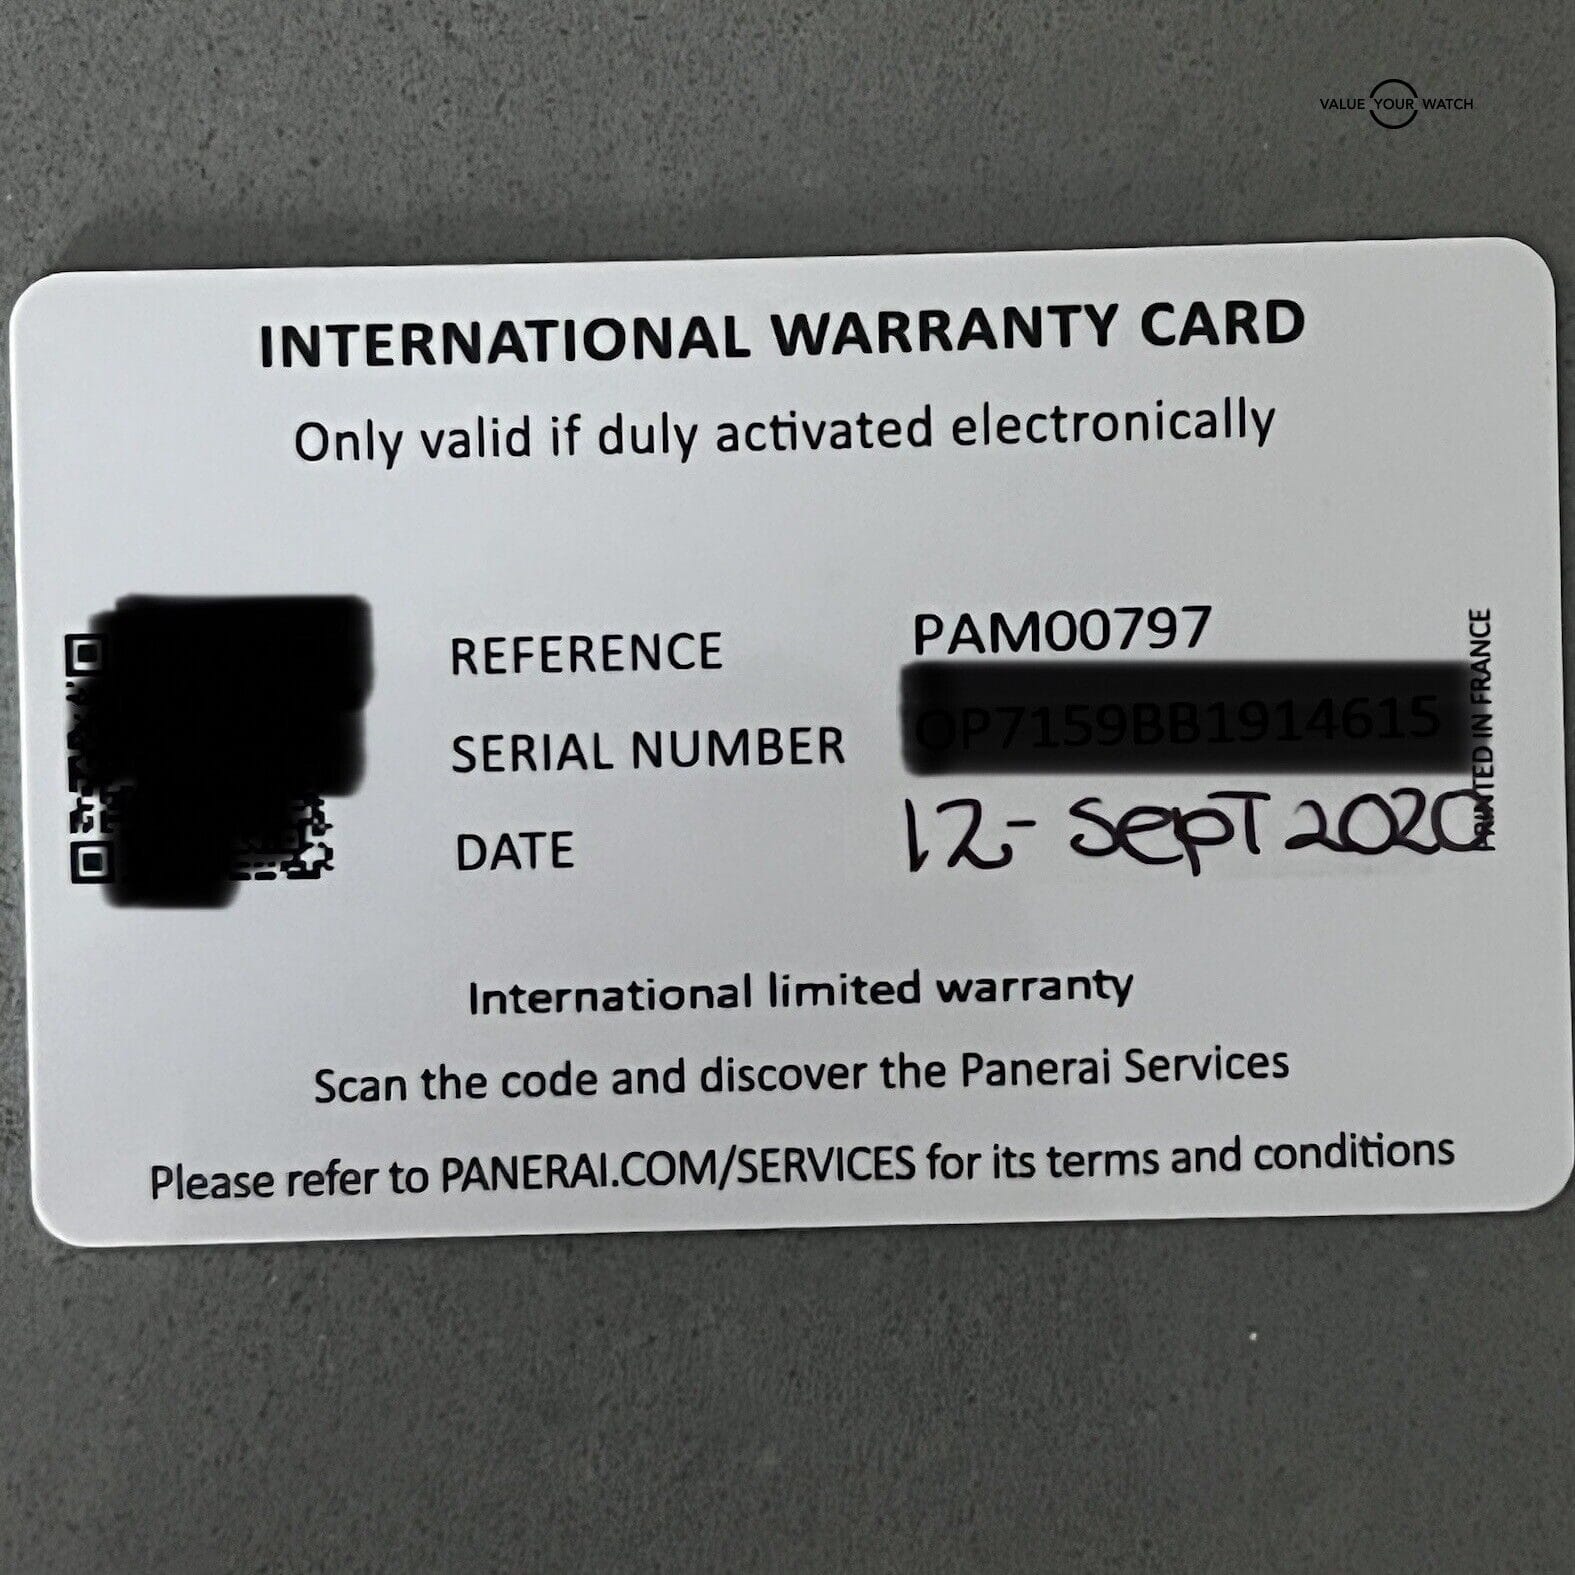 VALUE YOUR WATCH
INTERNATIONAL WARRANTY CARD
Only valid if duly activated electronically
REFERENCE PAM00797
SERIAL NUMBER OP7159BB1914615
DATE 12- SepT 2020
PRINTED IN FRANCE
International limited warranty
Scan the code and discover the Panerai Services
Please refer to PANERAI.COM/SERVICES for its terms and conditions